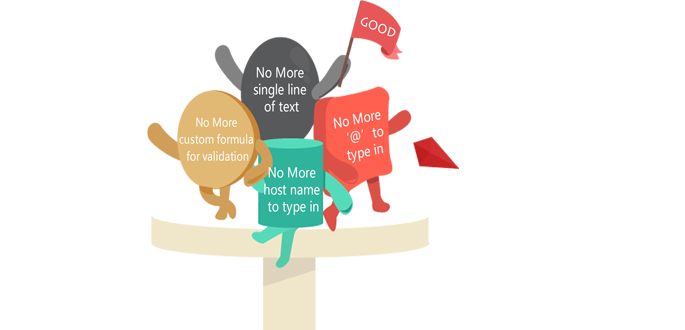 GOOD
No More
single line
of text
No More
custom formula
for validation
No More
'@' to
type in
No More
host name
to type in